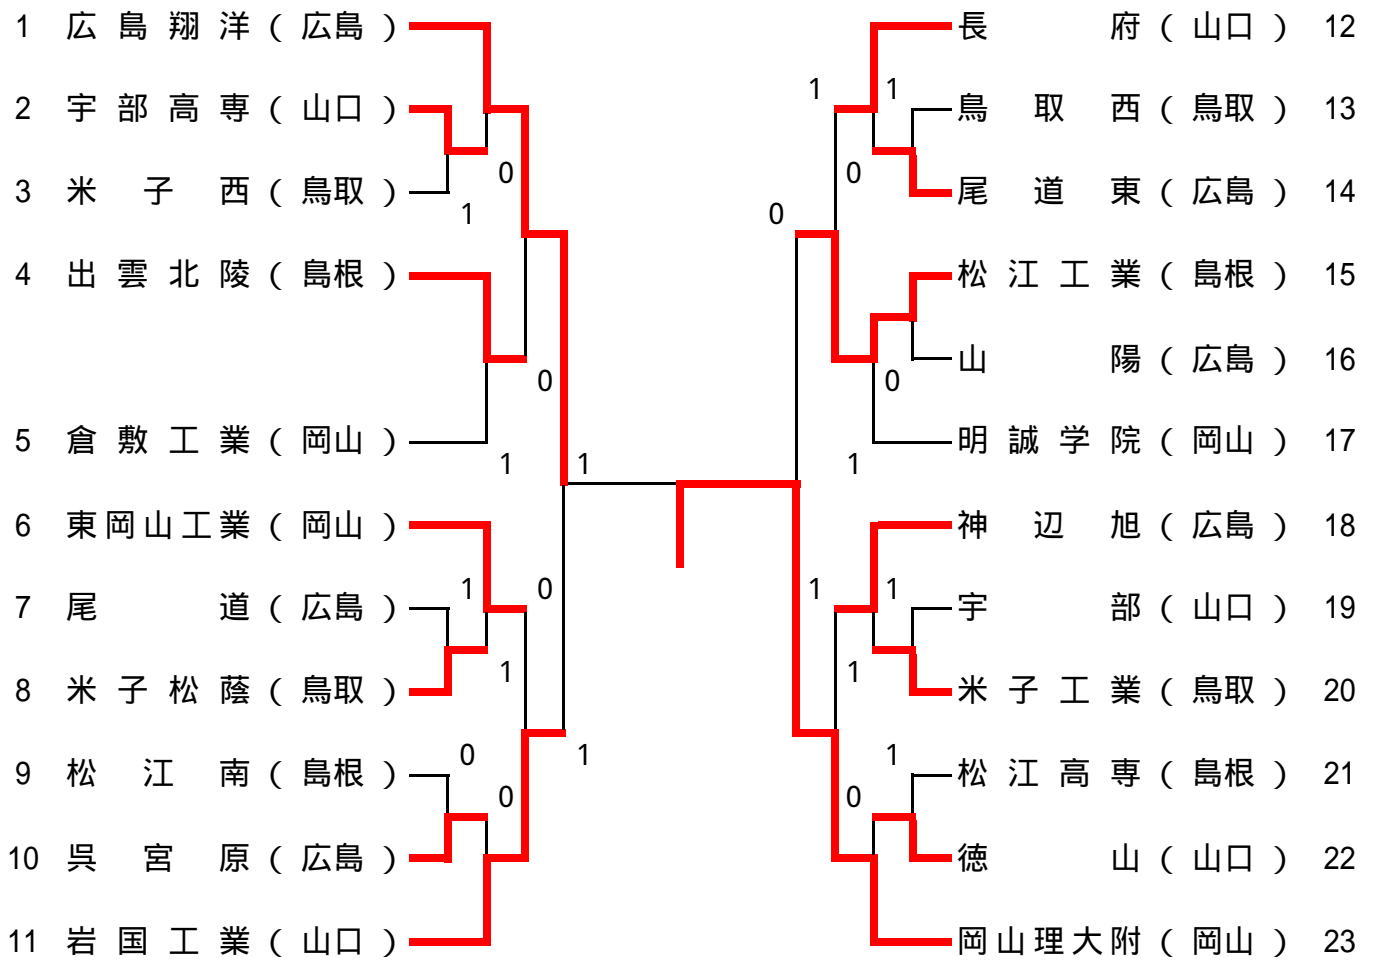 1 広島翔洋(広島)
2 宇部高専(山口)
3 米子西(鳥取)
4 出雲北陵(島根)
5 倉敷工業(岡山)
6 東岡山工業(岡山)
7 尾道(広島)
8 米子松蔭(鳥取)
9 松江南(島根)
10 呉宮原(広島)
11 岩国工業(山口)
0
1
0
1
1
1
0
1
0
0
1
長府(山口) 12
鳥取西(鳥取) 13
尾道東(広島) 14
松江工業(島根) 15
山陽(広島) 16
明誠学院(岡山) 17
神辺旭(広島) 18
宇部(山口) 19
米子工業(鳥取) 20
松江高専(島根) 21
徳山(山口) 22
岡山理大附(岡山) 23
1
1
0
0
0
1
1
1
1
1
0